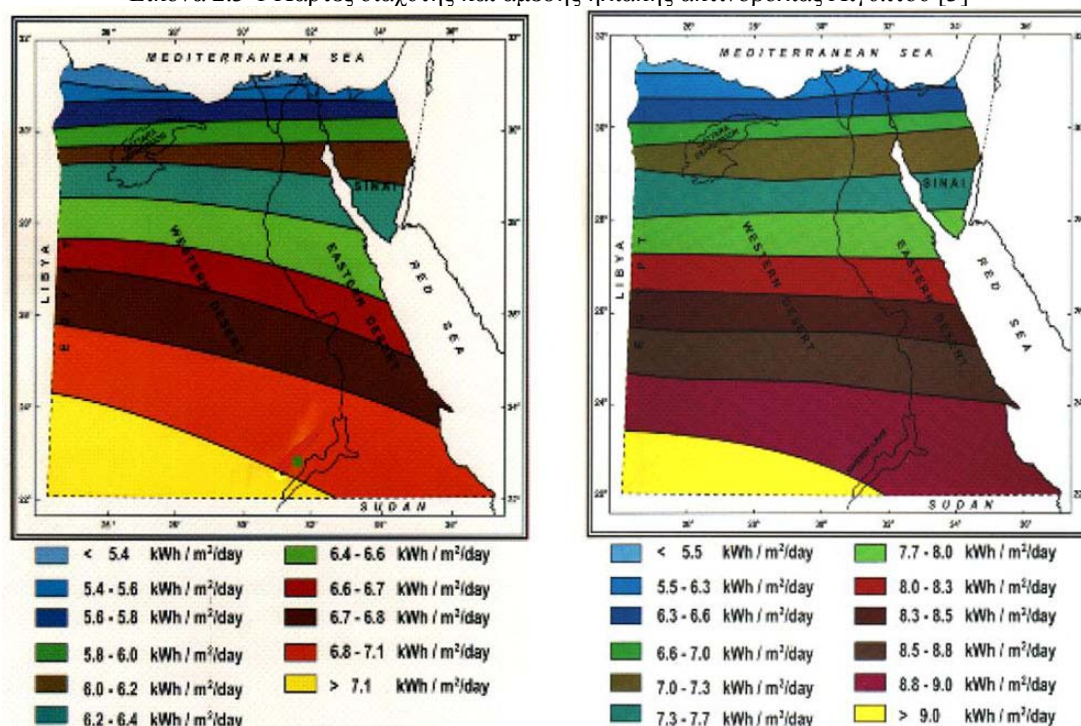 Χάρτες διάχυτης και άμεσης ηλιακής ακτινοβολίας Αιγύπτου
MEDITERRANEAN SEA
SINAI
LIBYA
WESTERN DESERT
EASTERN DESERT
RED SEA
SUDAN
< 5.4 kWh / m²/day
5.4 - 5.6 kWh / m²/day
5.6 - 5.8 kWh / m²/day
5.8 - 6.0 kWh / m²/day
6.0 - 6.2 kWh / m²/day
6.2 - 6.4 kWh / m²/day
6.4 - 6.6 kWh / m²/day
6.6 - 6.7 kWh / m²/day
6.7 - 6.8 kWh / m²/day
6.8 - 7.1 kWh / m²/day
> 7.1 kWh / m²/day
MEDITERRANEAN SEA
SINAI
LIBYA
WESTERN DESERT
EASTERN DESERT
RED SEA
SUDAN
< 5.5 kWh / m²/day
5.5 - 6.3 kWh / m²/day
6.3 - 6.6 kWh / m²/day
6.6 - 7.0 kWh / m²/day
7.0 - 7.3 kWh / m²/day
7.3 - 7.7 kWh / m²/day
7.7 - 8.0 kWh / m²/day
8.0 - 8.3 kWh / m²/day
8.3 - 8.5 kWh / m²/day
8.5 - 8.8 kWh / m²/day
8.8 - 9.0 kWh / m²/day
> 9.0 kWh / m²/day